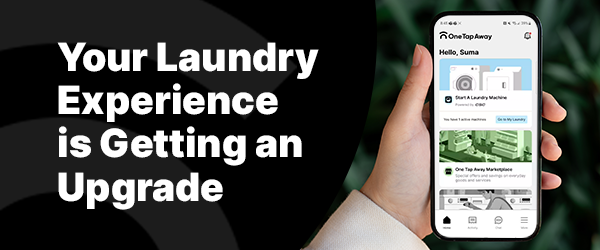 Your Laundry
Experience
is Getting an
Upgrade
OneTapAway
Hello, Suma
Start A Laundry Machine
Powered by
You have 3 active machines
Go to My Laundry
One Tap Away Marketplace
Special offers and savings on everyday
goods and services
Home
Activity
Chat
More